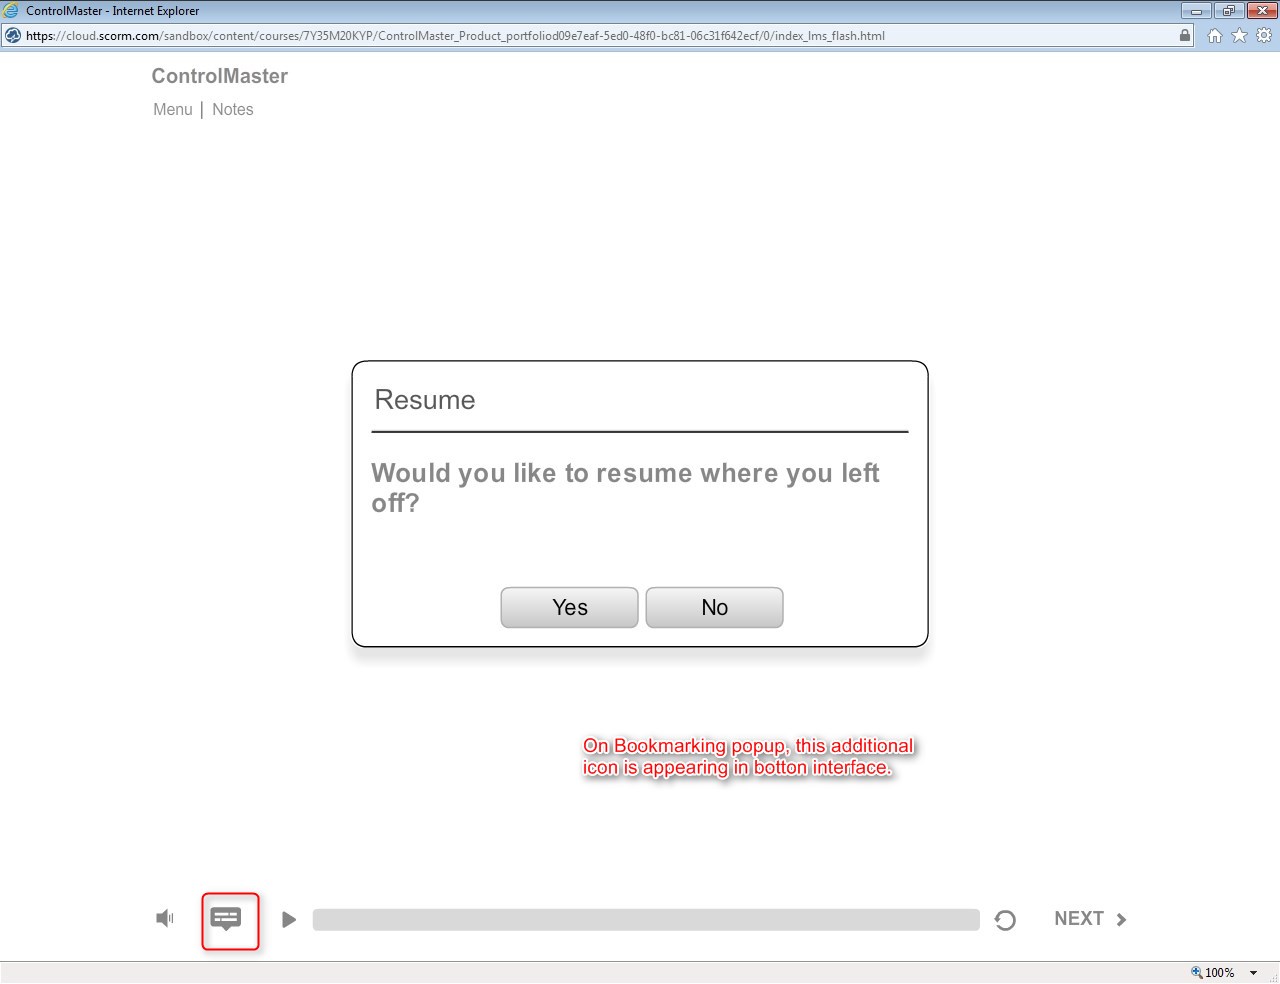 ControlMaster - Internet Explorer
https://cloud.scorm.com/sandbox/content/courses/7Y35M20KYP/ControlMaster_Product_portfoliod09e7eaf-5ed0-48f0-bc81-06c31f642ecf/0/index_lms_flash.html
ControlMaster
Menu | Notes
Resume
Would you like to resume where you left
off?
Yes No
On Bookmarking popup, this additional
icon is appearing in botton interface.
NEXT
100%